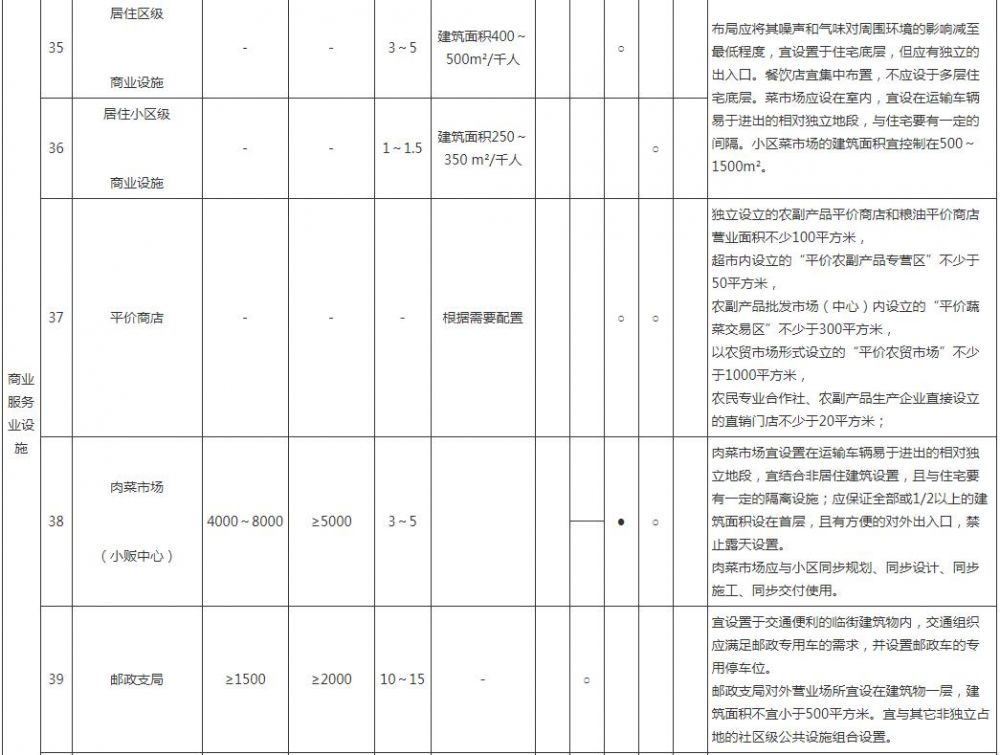 商业
服务
业设
施
35
居住区级
商业设施
-
-
3～5
建筑面积400～
500m²/千人
○
布局应将其噪声和气味对周围环境的影响减至
最低程度，宜设置于住宅底层，但应有独立的
出入口。餐饮店宜集中布置，不应设于多层住
宅底层。菜市场应设在室内，宜设在运输车辆
易于进出的相对独立地段，与住宅要有一定的
间隔。小区菜市场的建筑面积宜控制在500～
1500m²。
36
居住小区级
商业设施
-
-
1～1.5
建筑面积250～
350 m²/千人
○
37
平价商店
-
-
-
根据需要配置
○
○
独立设立的农副产品平价商店和粮油平价商店
营业面积不少100平方米，
超市内设立的“平价农副产品专营区”不少于
50平方米，
农副产品批发市场（中心）内设立的“平价蔬
菜交易区”不少于300平方米，
以农贸市场形式设立的“平价农贸市场”不少
于1000平方米，
农民专业合作社、农副产品生产企业直接设立
的直销门店不少于20平方米；
38
肉菜市场
（小贩中心）
4000～8000
≥5000
3～5
●
○
肉菜市场宜设置在运输车辆易于进出的相对独
立地段，宜结合非居住建筑设置，且与住宅要
有一定的隔离设施；应保证全部或1/2以上的建
筑面积设在首层，且有方便的对外出入口，禁
止露天设置。
肉菜市场应与小区同步规划、同步设计、同步
施工、同步交付使用。
39
邮政支局
≥1500
≥2000
10～15
-
○
宜设置于交通便利的临街建筑物内，交通组织
应满足邮政专用车的需求，并设置邮政车的专
用停车位。
邮政支局对外营业场所宜设在建筑物一层，建
筑面积不宜小于500平方米。宜与其它非独立占
地的社区级公共设施组合设置。